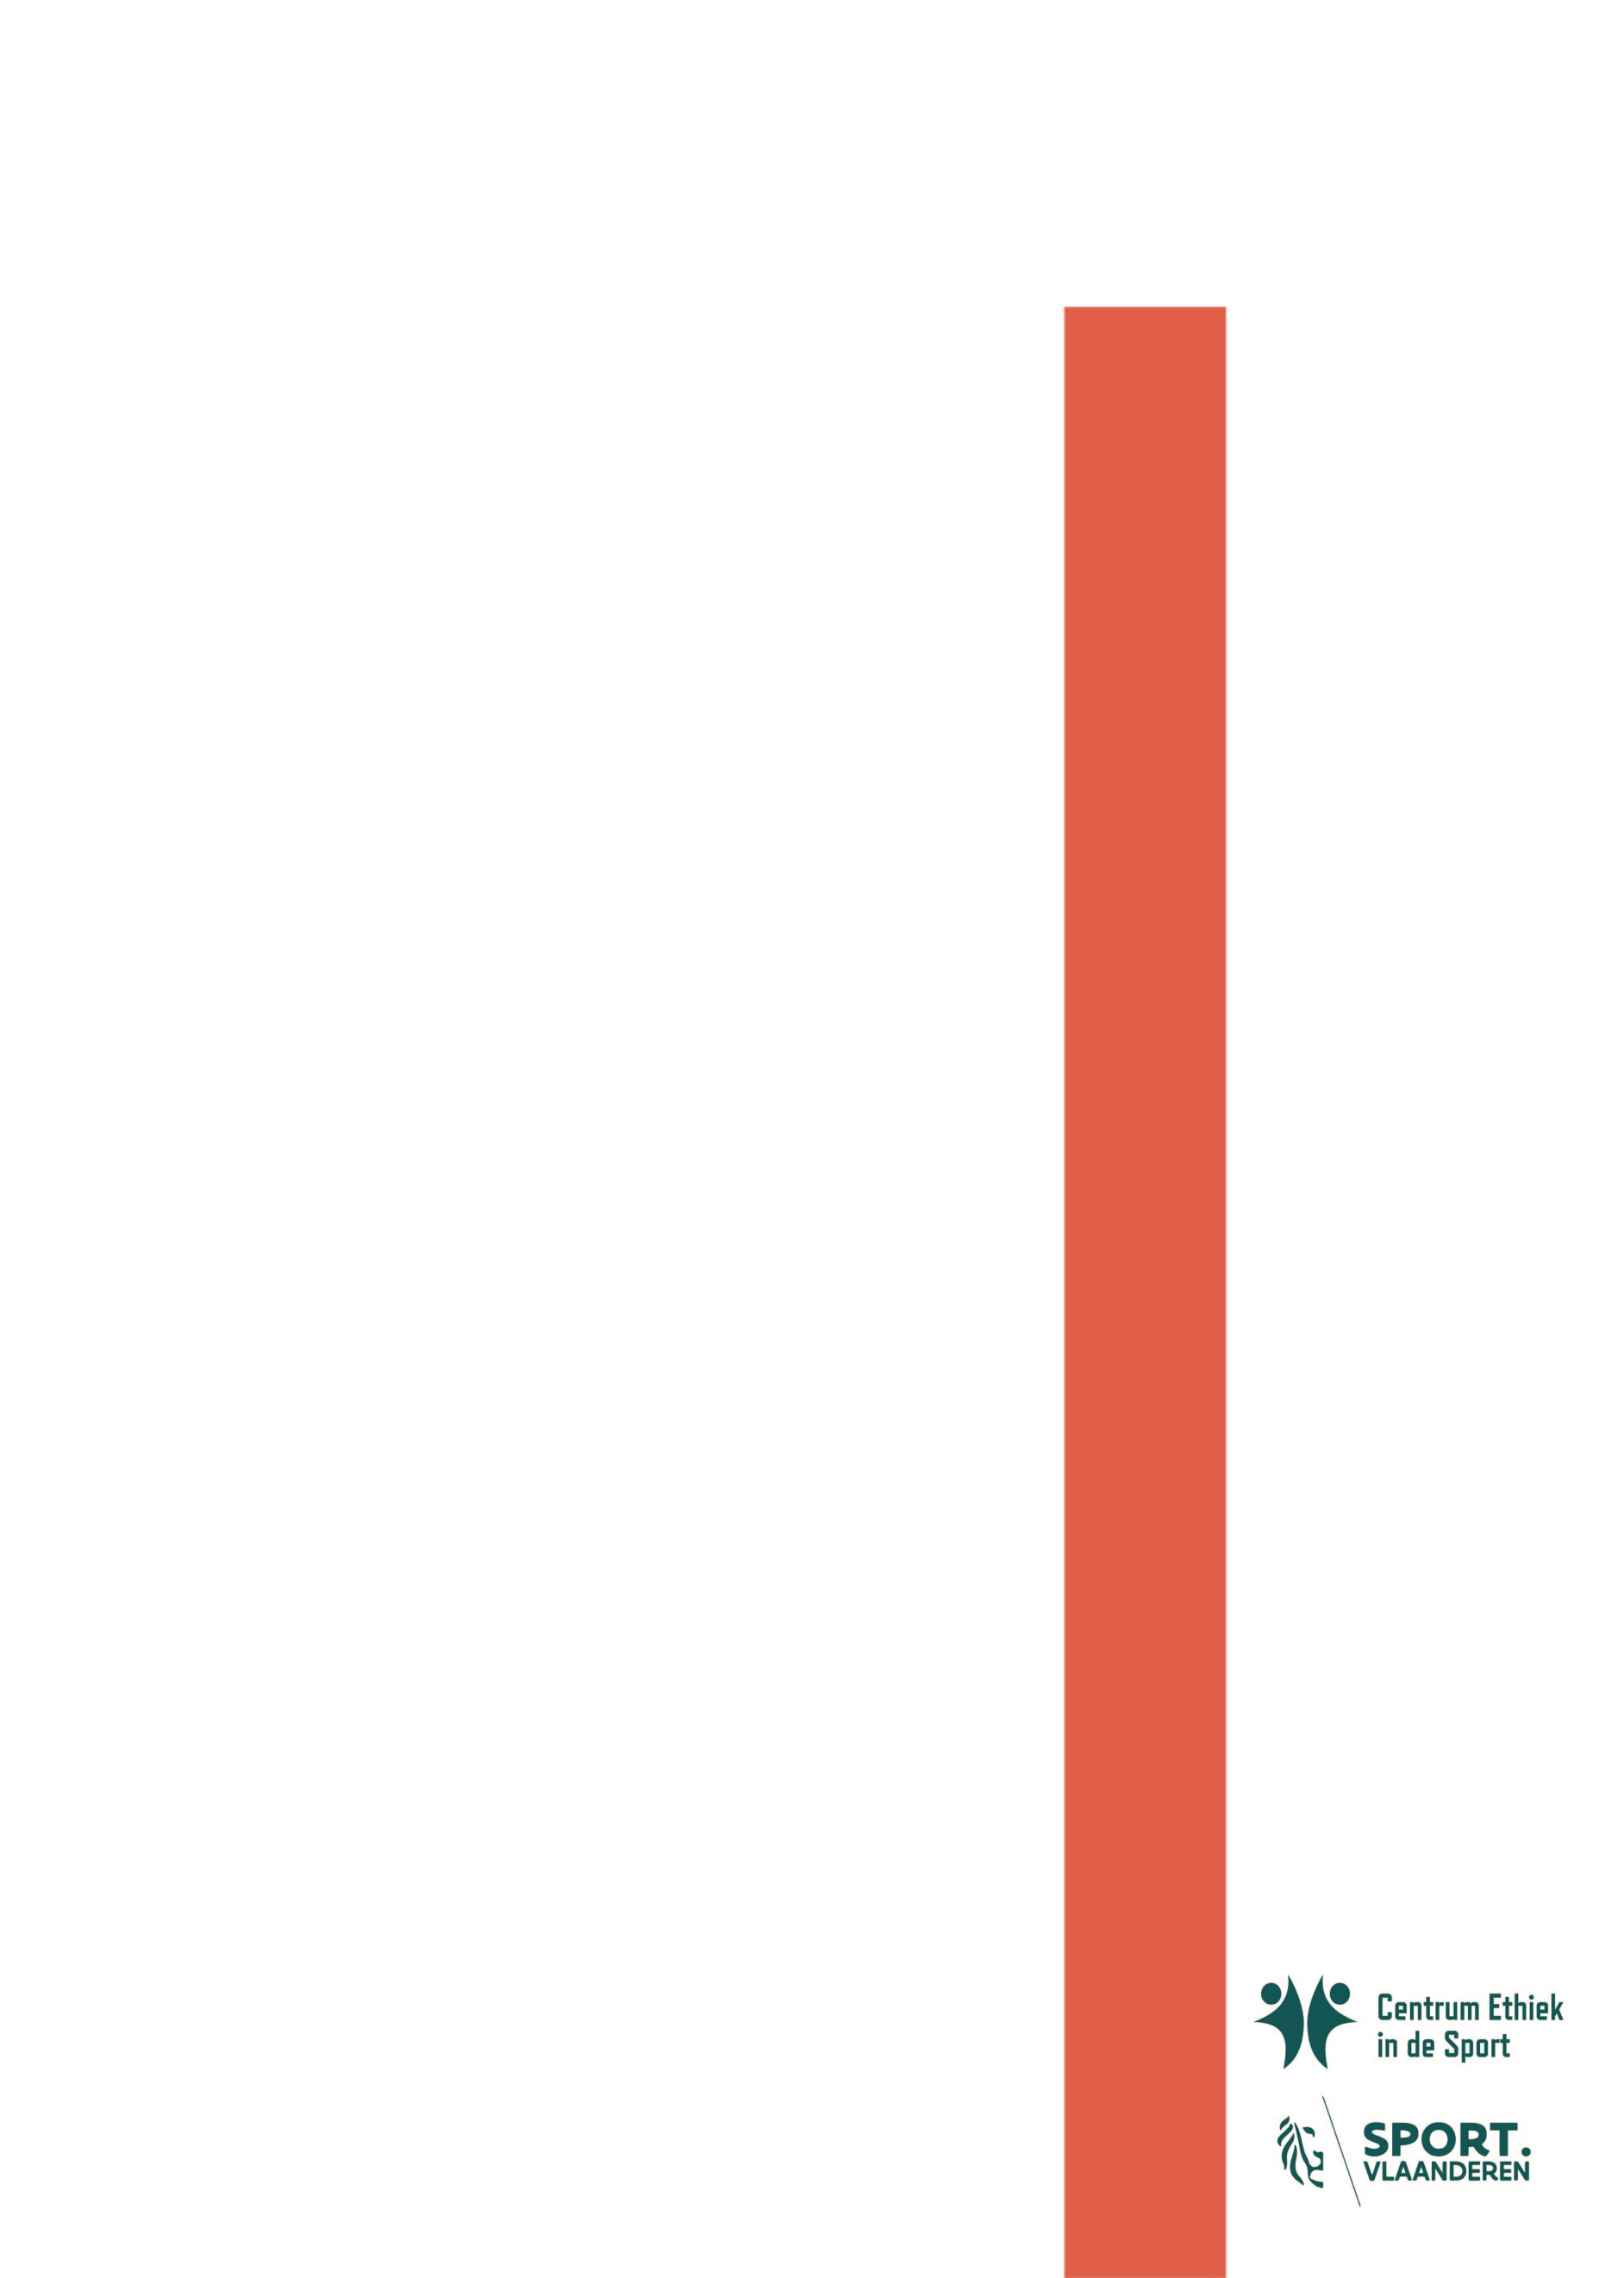 Centrum Ethiek
in de Sport
SPORT.
VLAANDEREN